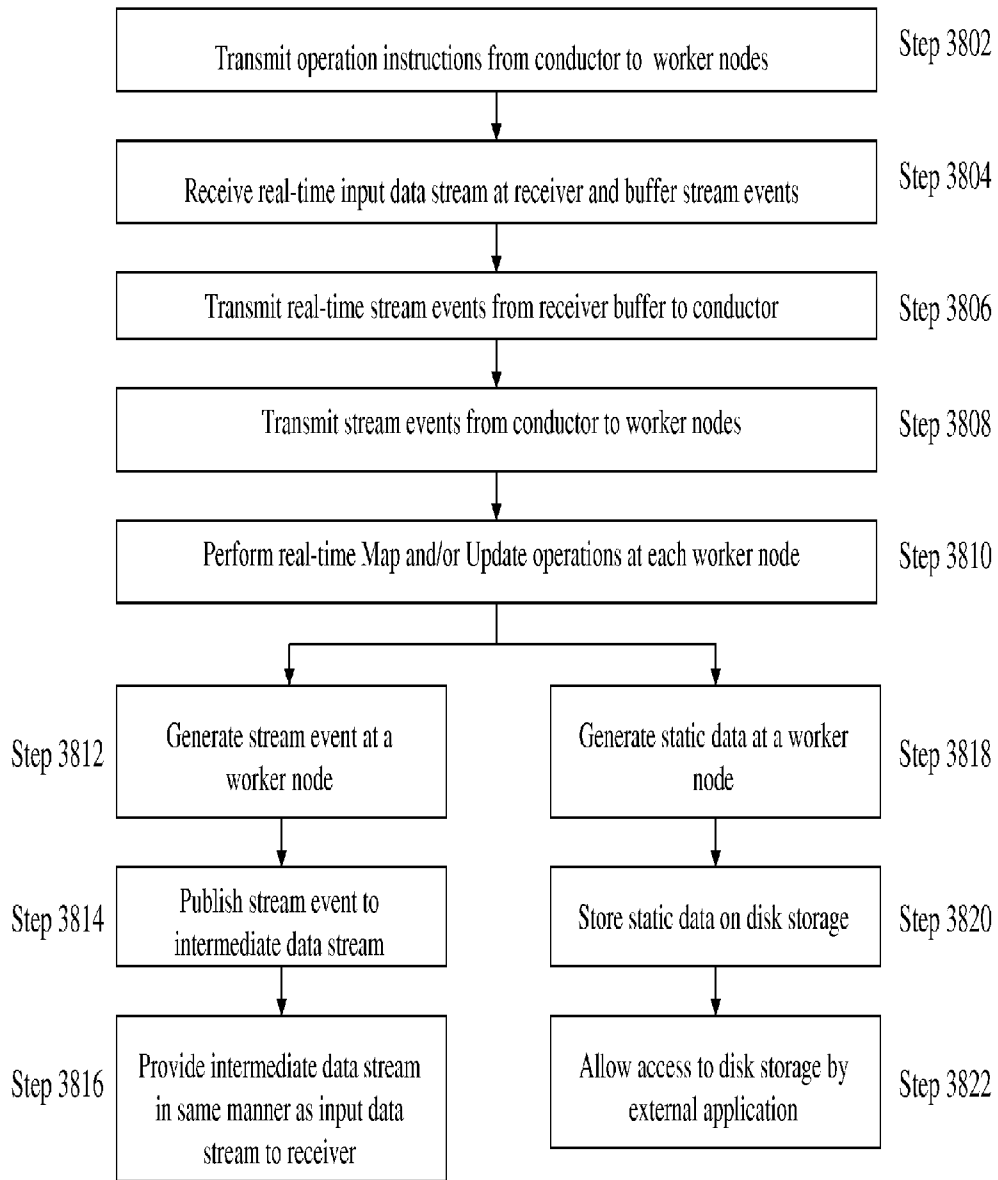 Transmit operation instructions from conductor to worker nodes
Step 3802
Receive real-time input data stream at receiver and buffer stream events
Step 3804
Transmit real-time stream events from receiver buffer to conductor
Step 3806
Transmit stream events from conductor to worker nodes
Step 3808
Perform real-time Map and/or Update operations at each worker node
Step 3810
Step 3812
Generate stream event at a
worker node
Generate static data at a worker
node
Step 3818
Step 3814
Publish stream event to
intermediate data stream
Store static data on disk storage
Step 3820
Step 3816
Provide intermediate data stream
in same manner as input data
stream to receiver
Allow access to disk storage by
external application
Step 3822